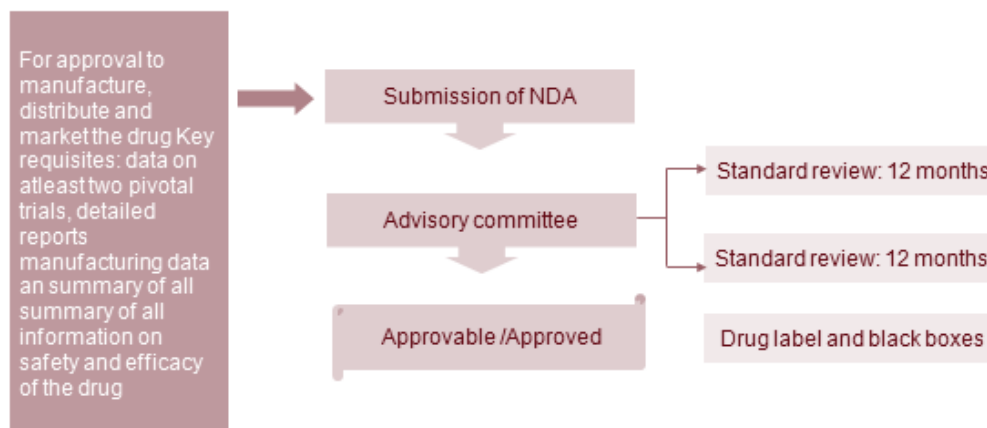 For approval to
manufacture,
distribute and
market the drug Key
requisites: data on
atleast two pivotal
trials, detailed
reports
manufacturing data
an summary of all
summary of all
information on
safety and efficacy
of the drug
Submission of NDA
Advisory committee
Standard review: 12 months
Standard review: 12 months
Approvable /Approved
Drug label and black boxes